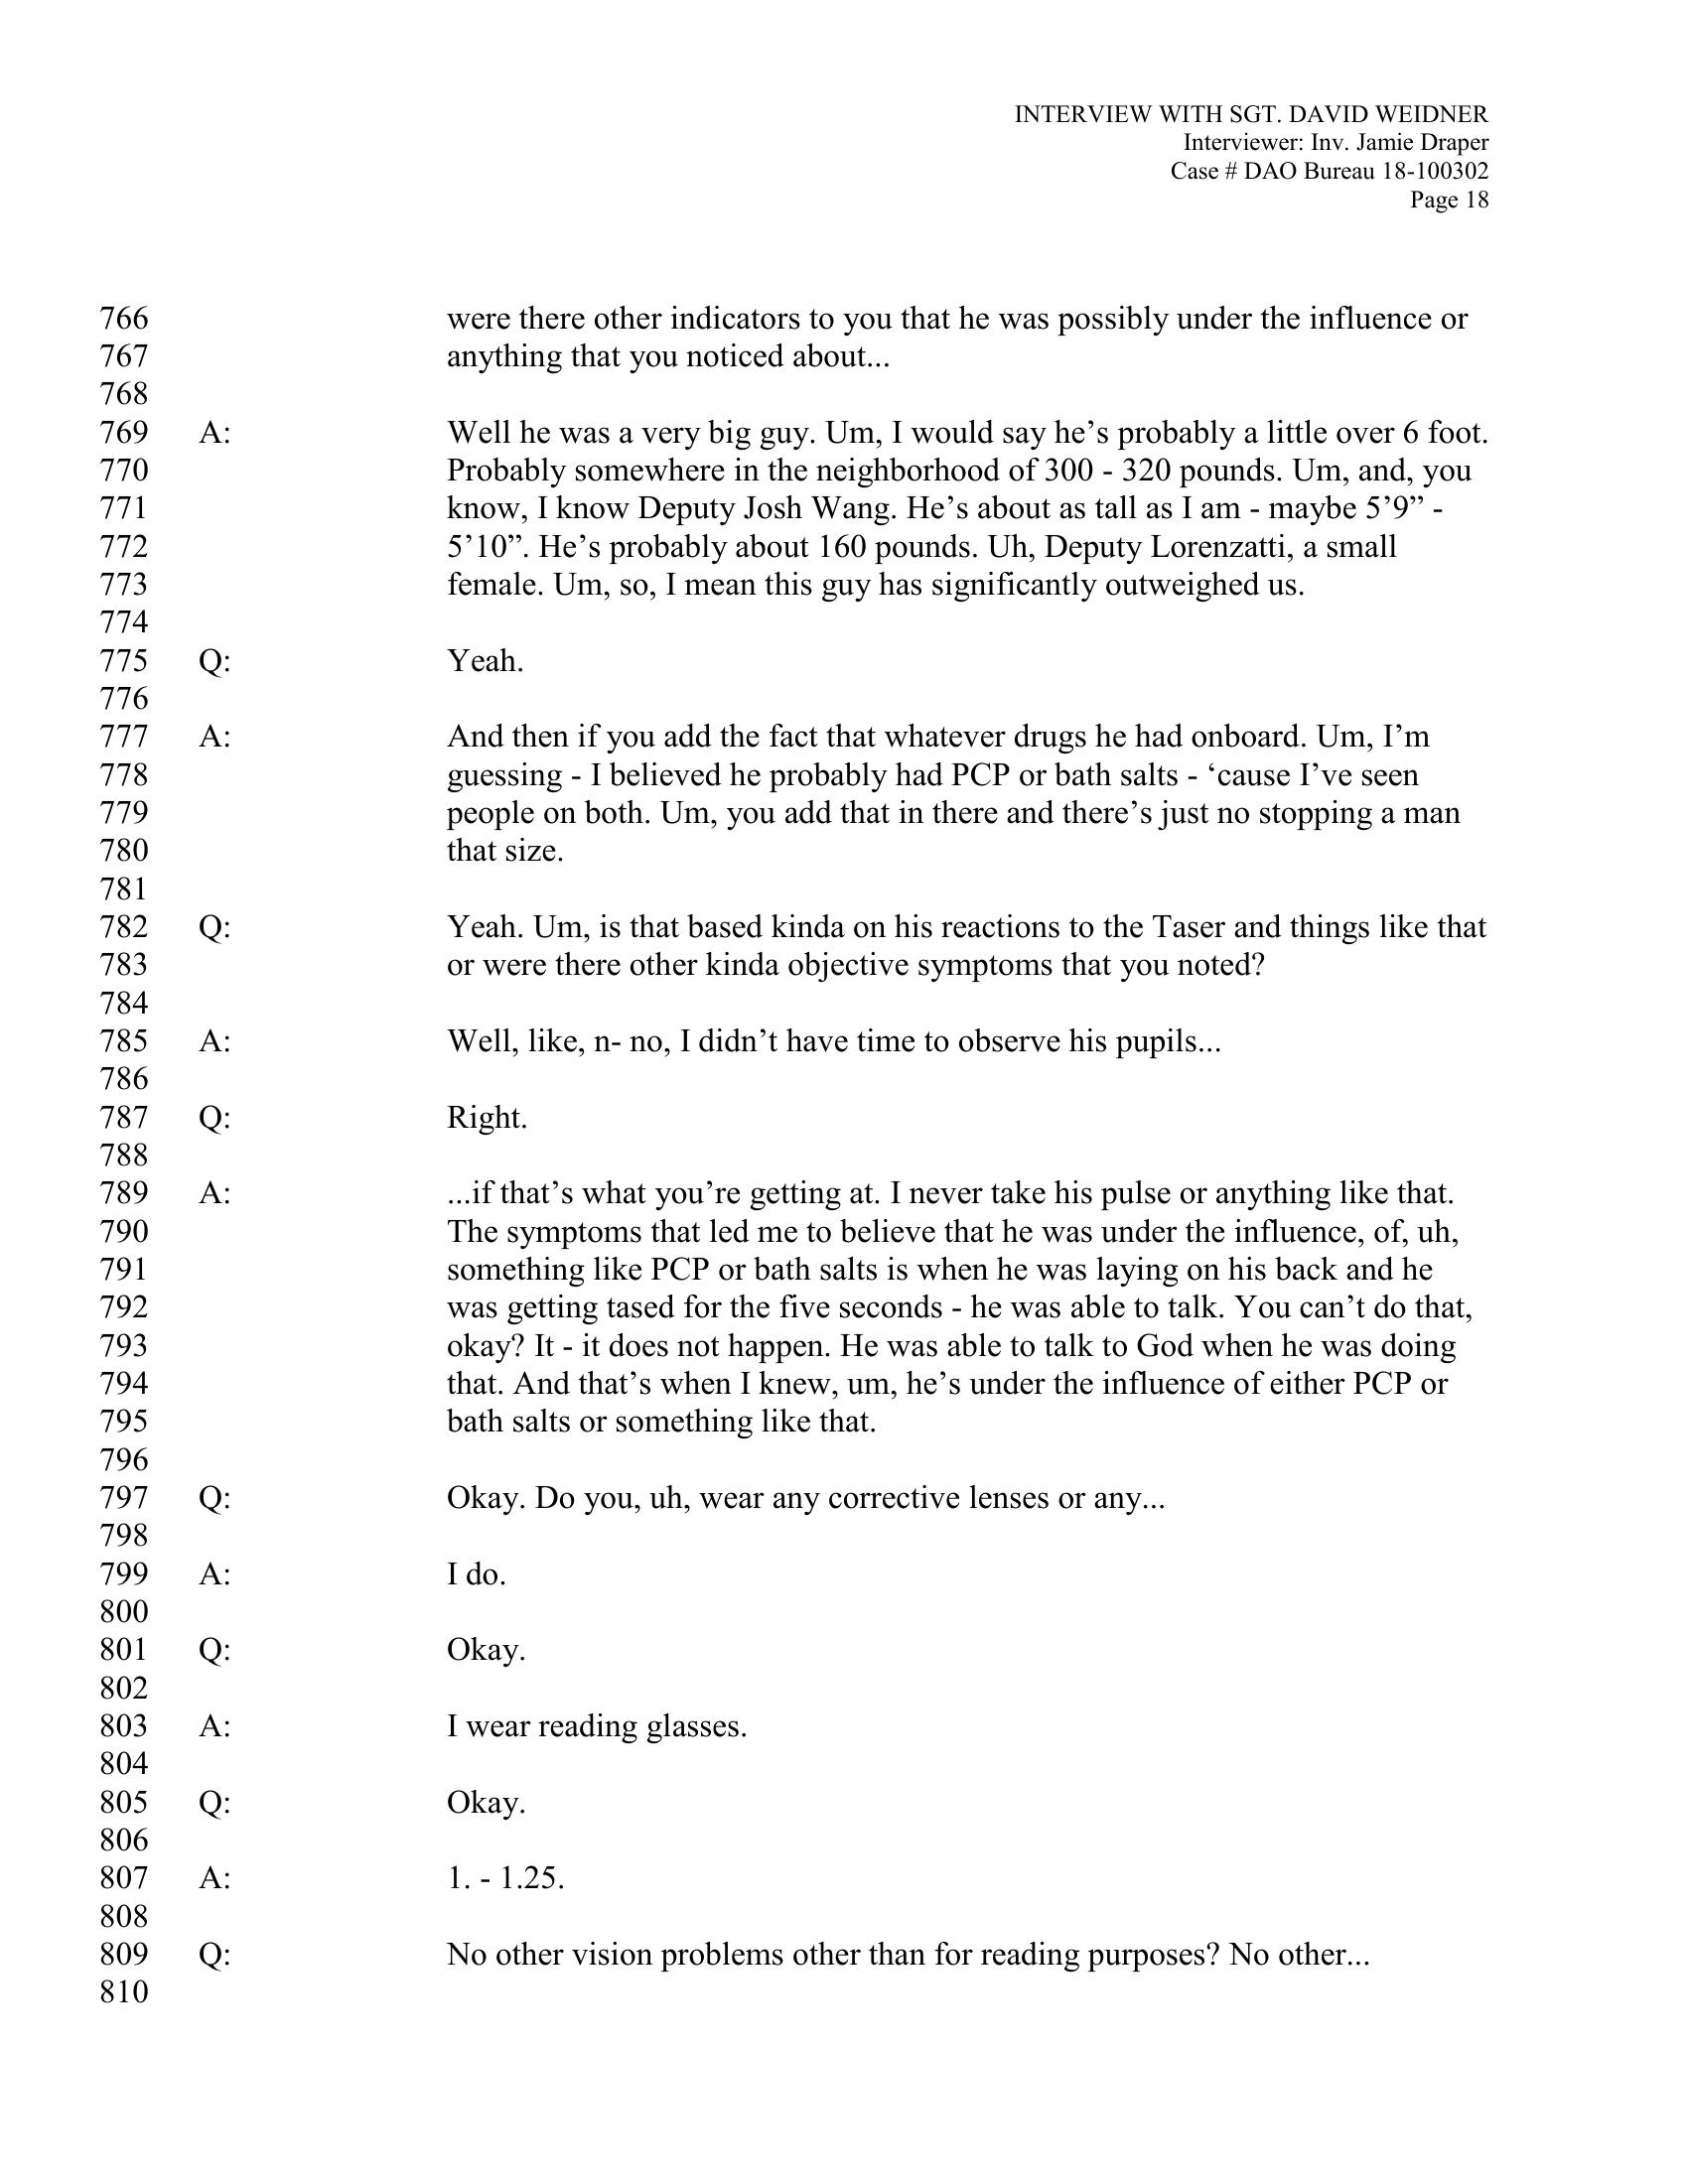 INTERVIEW WITH SGT. DAVID WEIDNER
Interviewer: Inv. Jamie Draper
Case # DAO Bureau 18-100302
Page 18
766 were there other indicators to you that he was possibly under the influence or
767 anything that you noticed about...
768
769 A: Well he was a very big guy. Um, I would say he’s probably a little over 6 foot.
770 Probably somewhere in the neighborhood of 300 - 320 pounds. Um, and, you
771 know, I know Deputy Josh Wang. He’s about as tall as I am - maybe 5’9” -
772 5’10”. He’s probably about 160 pounds. Uh, Deputy Lorenzatti, a small
773 female. Um, so, I mean this guy has significantly outweighed us.
774
775 Q: Yeah.
776
777 A: And then if you add the fact that whatever drugs he had onboard. Um, I’m
778 guessing - I believed he probably had PCP or bath salts - ‘cause I’ve seen
779 people on both. Um, you add that in there and there’s just no stopping a man
780 that size.
781
782 Q: Yeah. Um, is that based kinda on his reactions to the Taser and things like that
783 or were there other kinda objective symptoms that you noted?
784
785 A: Well, like, n- no, I didn’t have time to observe his pupils...
786
787 Q: Right.
788
789 A: ...if that’s what you’re getting at. I never take his pulse or anything like that.
790 The symptoms that led me to believe that he was under the influence, of, uh,
791 something like PCP or bath salts is when he was laying on his back and he
792 was getting tased for the five seconds - he was able to talk. You can’t do that,
793 okay? It - it does not happen. He was able to talk to God when he was doing
794 that. And that’s when I knew, um, he’s under the influence of either PCP or
795 bath salts or something like that.
796
797 Q: Okay. Do you, uh, wear any corrective lenses or any...
798
799 A: I do.
800
801 Q: Okay.
802
803 A: I wear reading glasses.
804
805 Q: Okay.
806
807 A: 1. - 1.25.
808
809 Q: No other vision problems other than for reading purposes? No other...
810